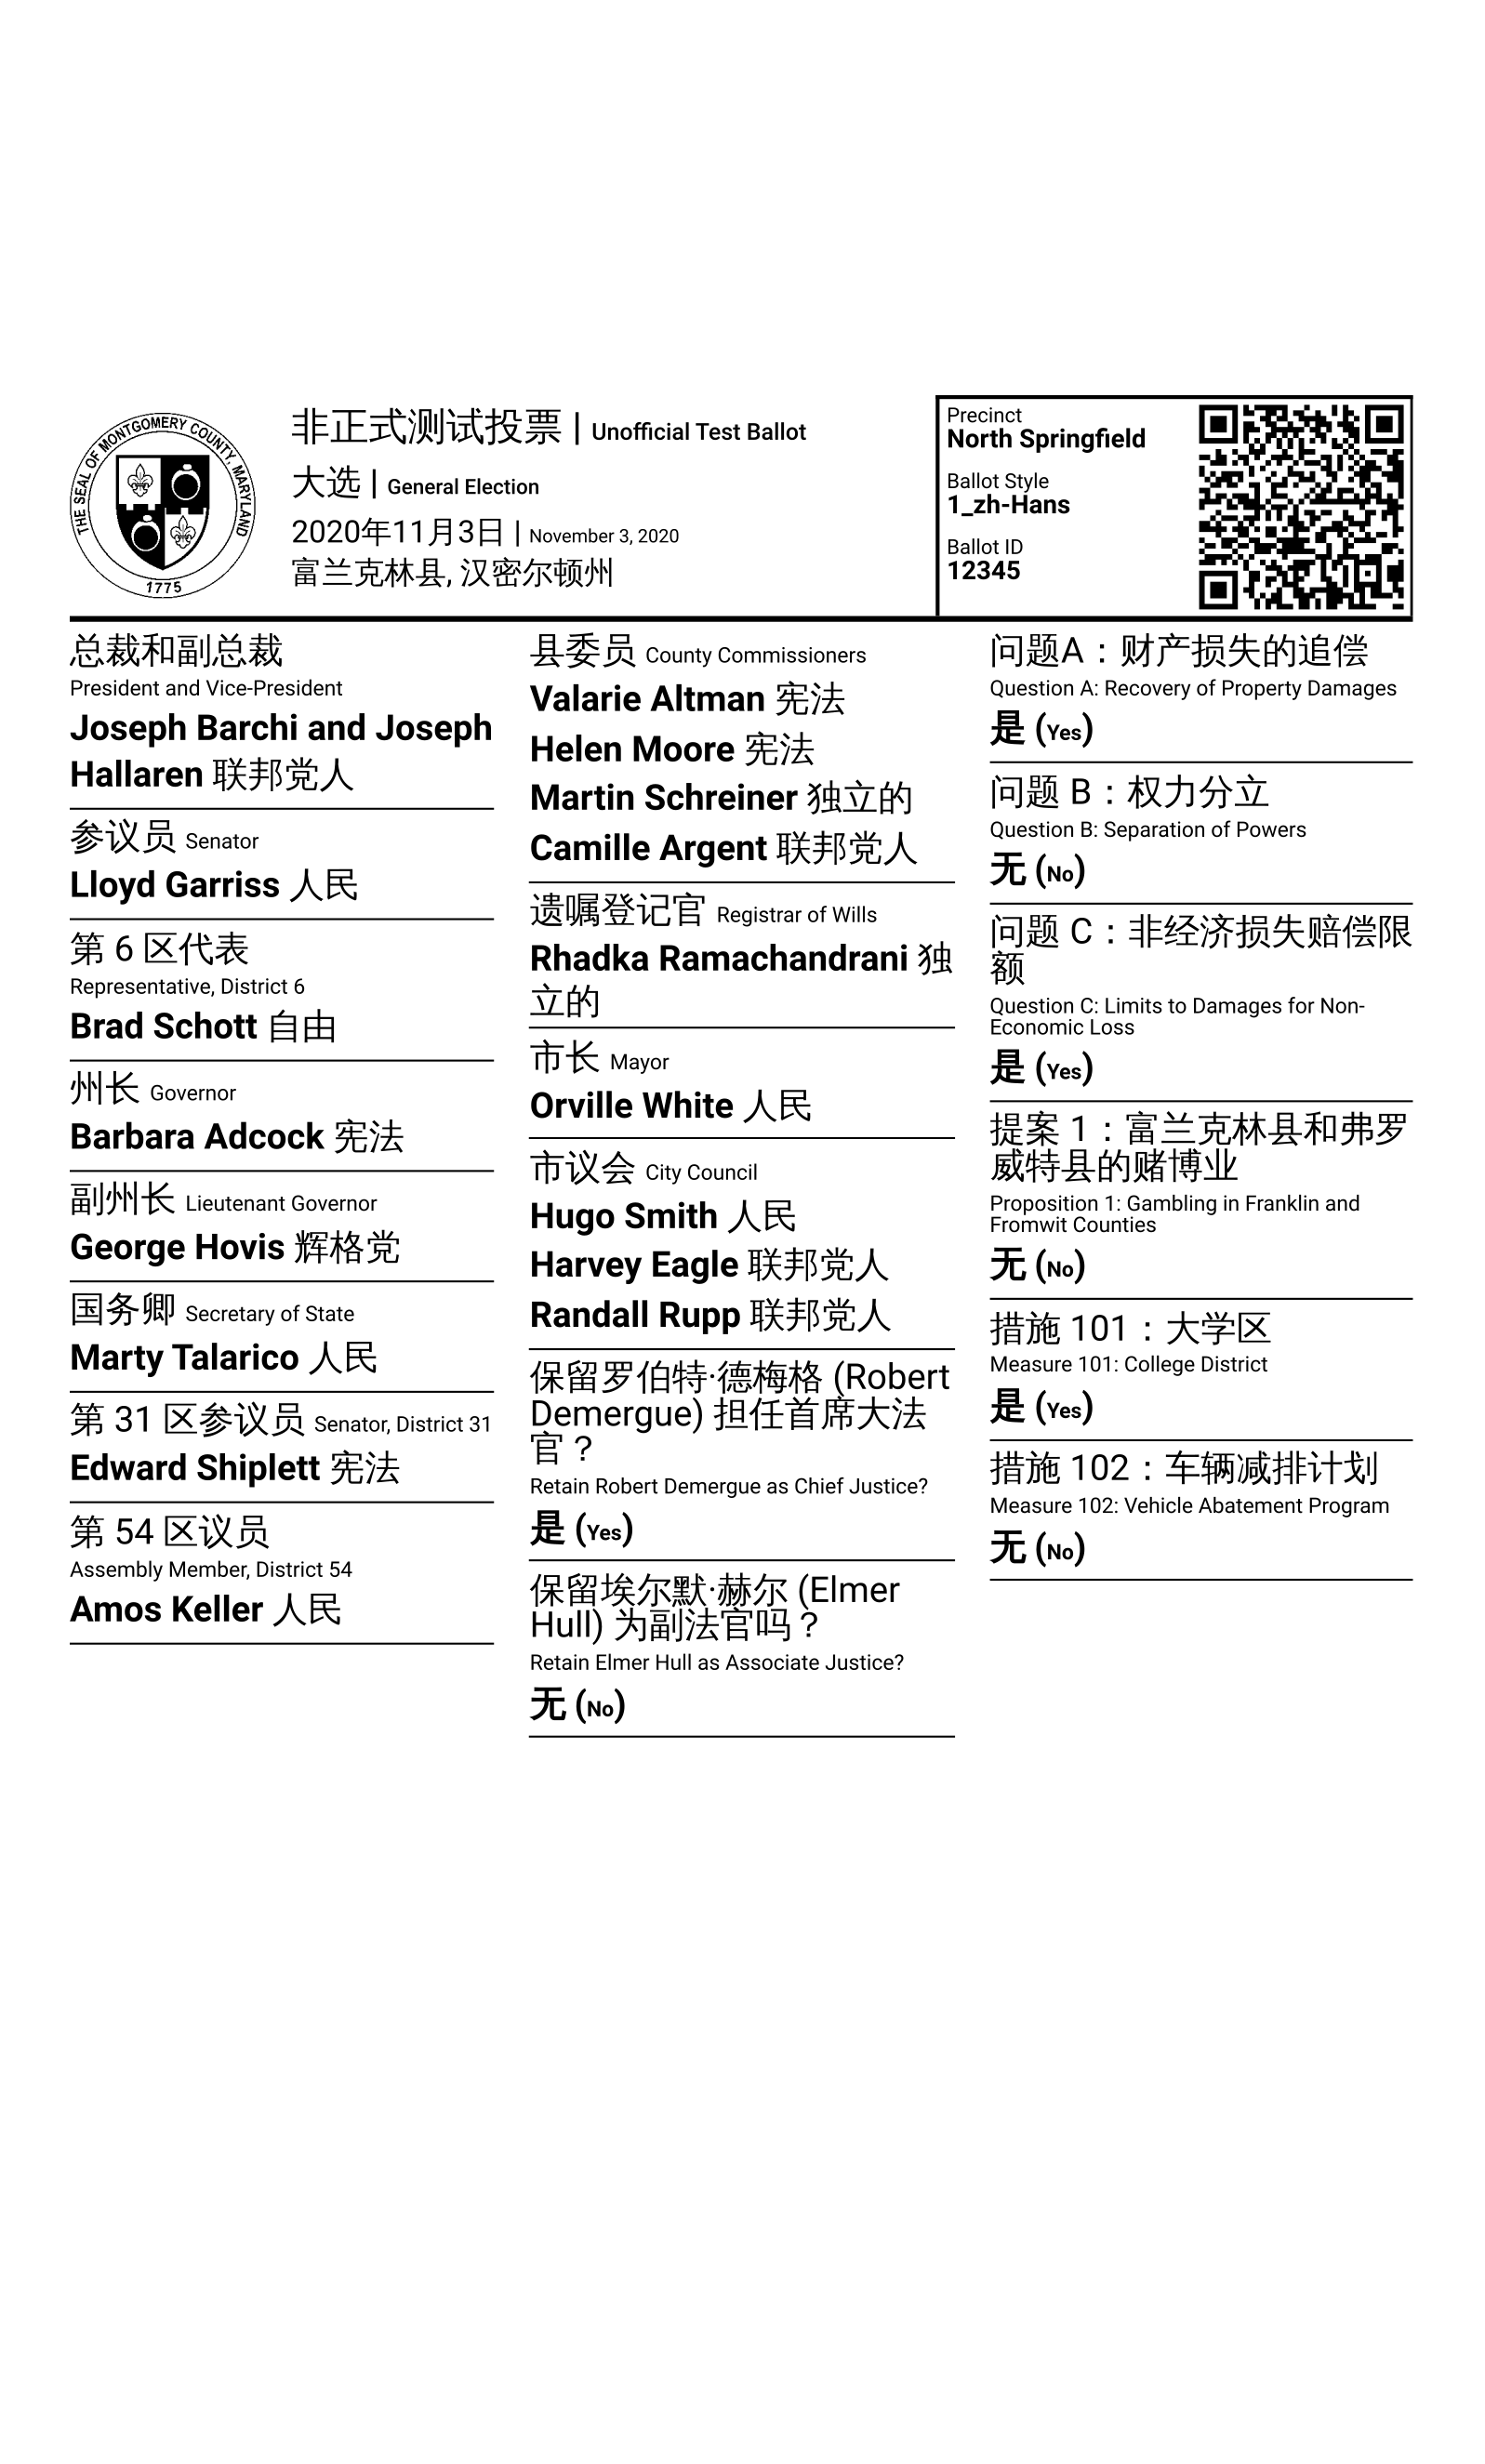 THE SEAL OF MONTGOMERY COUNTY, MARYLAND
1775
非正式测试投票 | Unofficial Test Ballot
大选 | General Election
2020年11月3日 | November 3, 2020
富兰克林县, 汉密尔顿州
Precinct
North Springfield
Ballot Style
1_zh-Hans
Ballot ID
12345
总裁和副总裁
President and Vice-President
Joseph Barchi and Joseph
Hallaren 联邦党人
参议员 Senator
Lloyd Garriss 人民
第 6 区代表
Representative, District 6
Brad Schott 自由
州长 Governor
Barbara Adcock 宪法
副州长 Lieutenant Governor
George Hovis 辉格党
国务卿 Secretary of State
Marty Talarico 人民
第 31 区参议员 Senator, District 31
Edward Shiplett 宪法
第 54 区议员
Assembly Member, District 54
Amos Keller 人民
县委员 County Commissioners
Valarie Altman 宪法
Helen Moore 宪法
Martin Schreiner 独立的
Camille Argent 联邦党人
遗嘱登记官 Registrar of Wills
Rhadka Ramachandrani 独
立的
市长 Mayor
Orville White 人民
市议会 City Council
Hugo Smith 人民
Harvey Eagle 联邦党人
Randall Rupp 联邦党人
保留罗伯特·德梅格 (Robert
Demergue) 担任首席大法
官？
Retain Robert Demergue as Chief Justice?
是 (Yes)
保留埃尔默·赫尔 (Elmer
Hull) 为副法官吗？
Retain Elmer Hull as Associate Justice?
无 (No)
问题A：财产损失的追偿
Question A: Recovery of Property Damages
是 (Yes)
问题 B：权力分立
Question B: Separation of Powers
无 (No)
问题 C：非经济损失赔偿限
额
Question C: Limits to Damages for Non-
Economic Loss
是 (Yes)
提案 1：富兰克林县和弗罗
威特县的赌博业
Proposition 1: Gambling in Franklin and
Fromwit Counties
无 (No)
措施 101：大学区
Measure 101: College District
是 (Yes)
措施 102：车辆减排计划
Measure 102: Vehicle Abatement Program
无 (No)